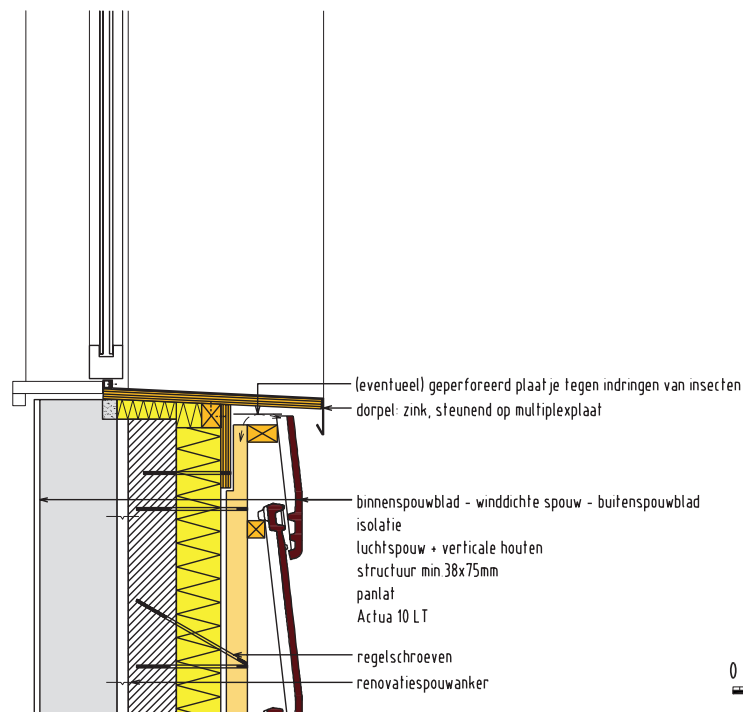 (eventueel) geperforeerd plaatje tegen indringen van insecten
dorpel: zink, steunend op multiplexplaat
binnenspouwblad - winddichte spouw - buitenspouwblad
isolatie
luchtspouw + verticale houten
structuur min.38x75mm
panlat
Actua 10 LT
regelschroeven
renovatiespouwanker
0